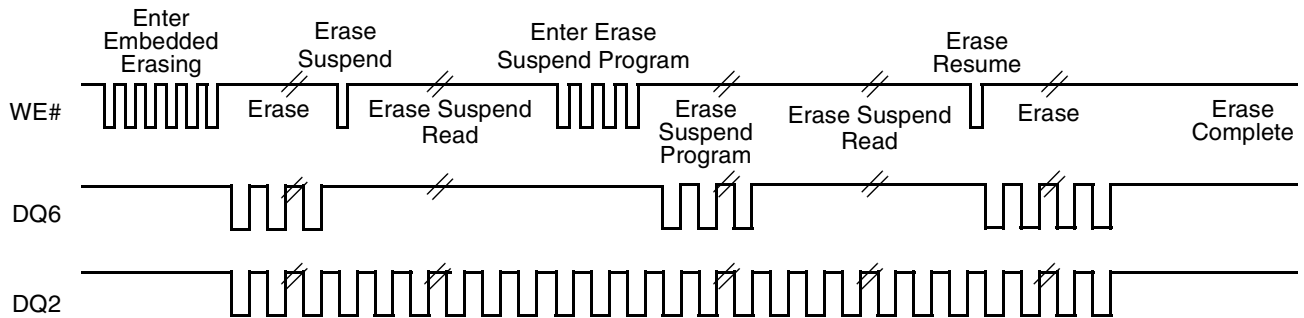 Enter
Embedded
Erasing
Erase
Suspend
Enter Erase
Suspend Program
Erase
Resume
WE#
Erase
Erase Suspend
Read
Erase
Suspend
Program
Erase Suspend
Read
Erase
Erase
Complete
DQ6
DQ2